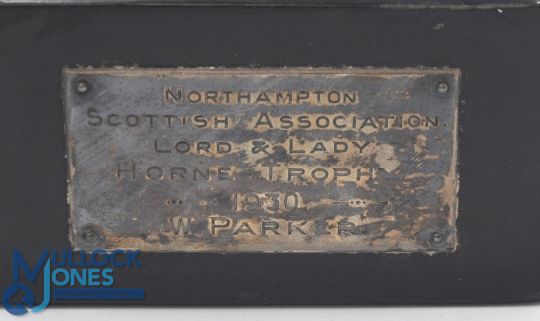 NORTHAMPTON
SCOTTISH ASSOCIATION.
LORD & LADY
HORNE TROPHY
1930
W PARKER.
MULLOCK
JONES